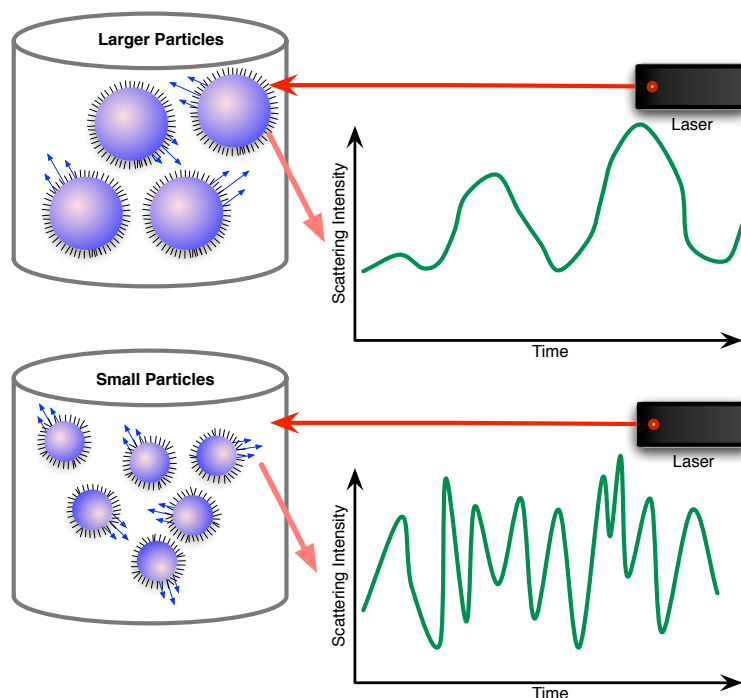 Larger Particles
Laser
Scattering Intensity
Time
Small Particles
Laser
Scattering Intensity
Time